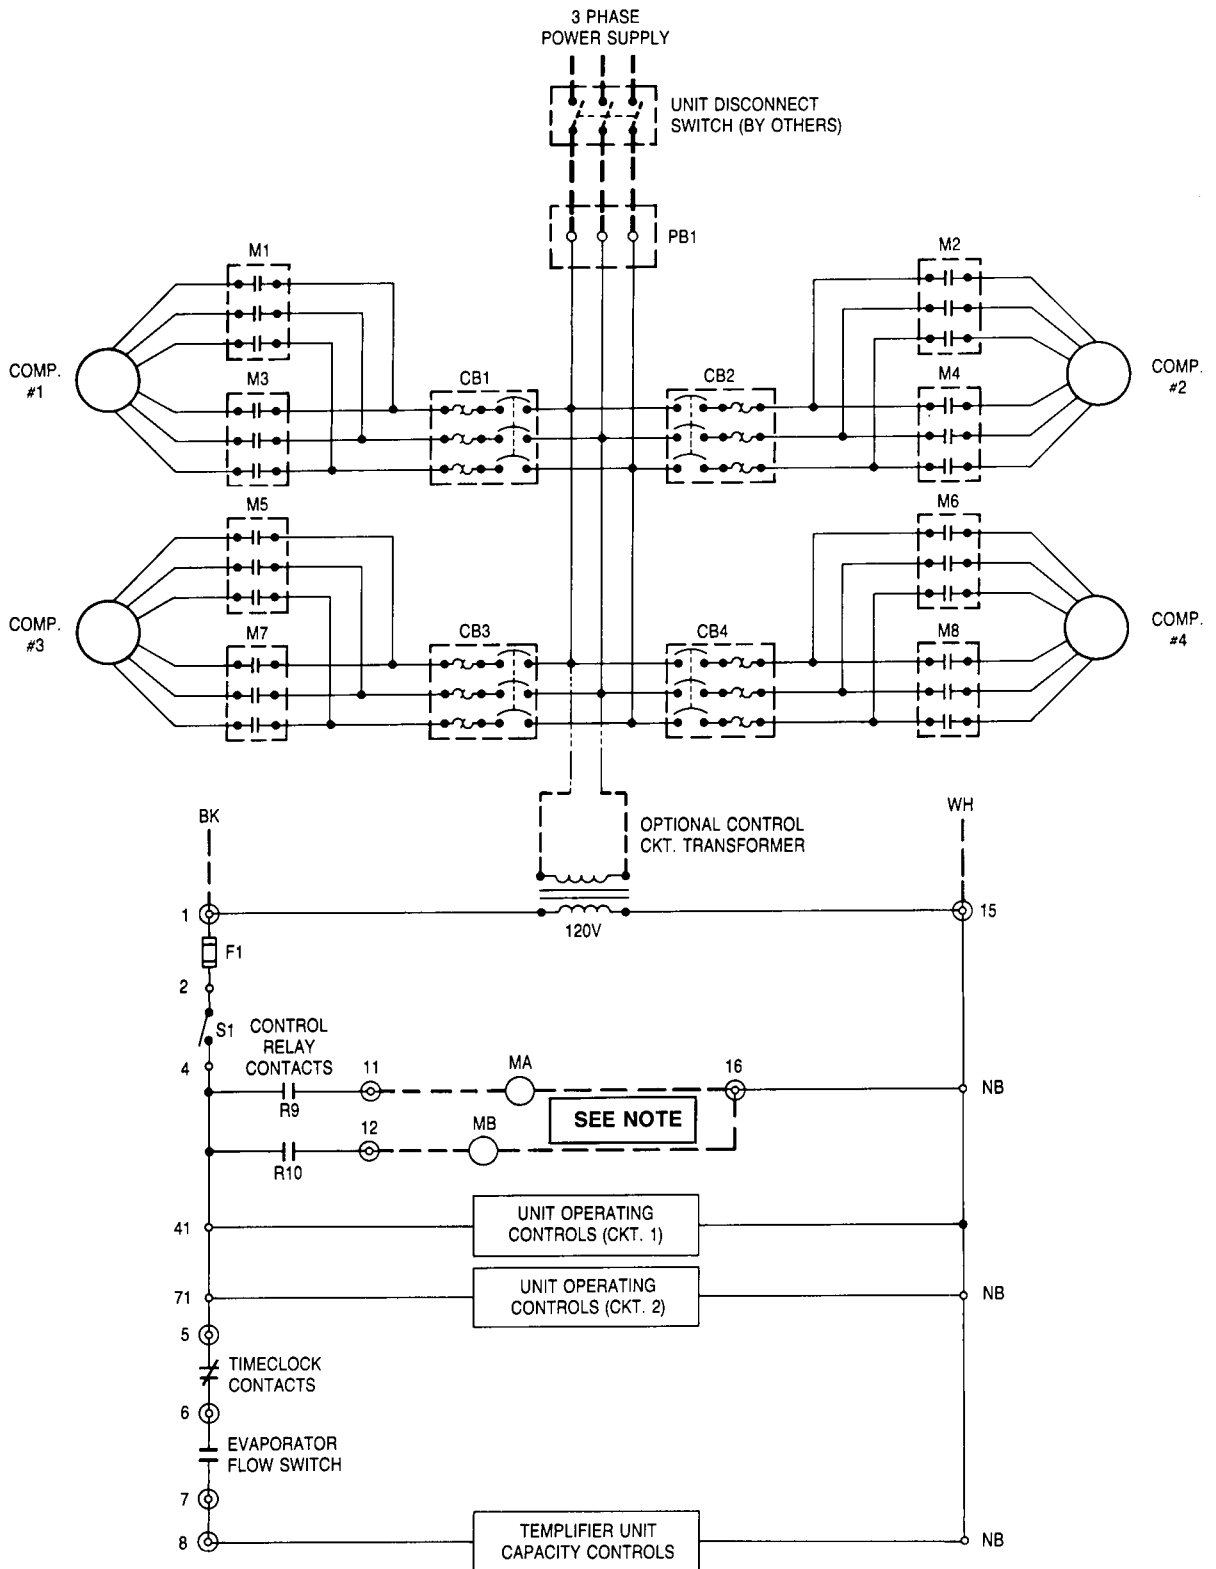 3 PHASE
POWER SUPPLY
UNIT DISCONNECT
SWITCH (BY OTHERS)
PB1
M1
M2
COMP.
#1
M3
CB1
CB2
M4
COMP.
#2
M5
M6
COMP.
#3
M7
CB3
CB4
M8
COMP.
#4
BK
WH
OPTIONAL CONTROL
CKT. TRANSFORMER
1
15
120V
F1
2
S1
CONTROL
RELAY
CONTACTS
4
11
MA
16
NB
R9
SEE NOTE
12
MB
R10
41
UNIT OPERATING
CONTROLS (CKT. 1)
71
UNIT OPERATING
CONTROLS (CKT. 2)
NB
5
TIMECLOCK
CONTACTS
6
EVAPORATOR
FLOW SWITCH
7
8
TEMPLIFIER UNIT
CAPACITY CONTROLS
NB